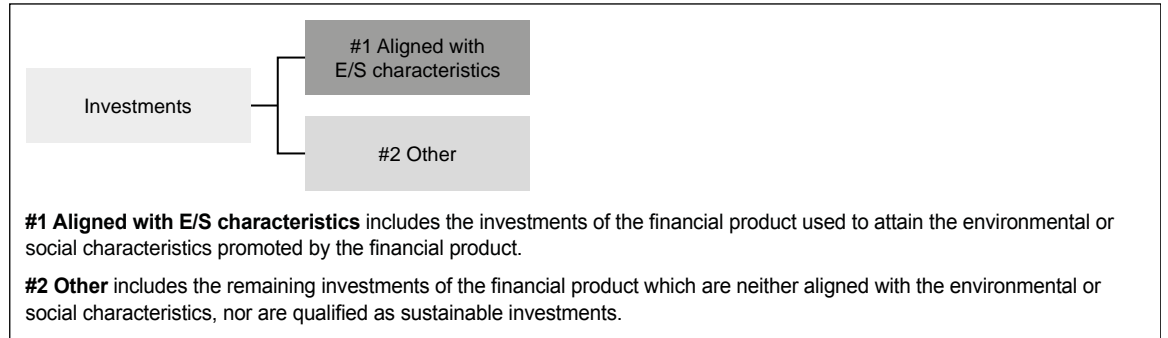 #1 Aligned with
E/S characteristics
Investments
#2 Other
#1 Aligned with E/S characteristics includes the investments of the financial product used to attain the environmental or
social characteristics promoted by the financial product.
#2 Other includes the remaining investments of the financial product which are neither aligned with the environmental or
social characteristics, nor are qualified as sustainable investments.